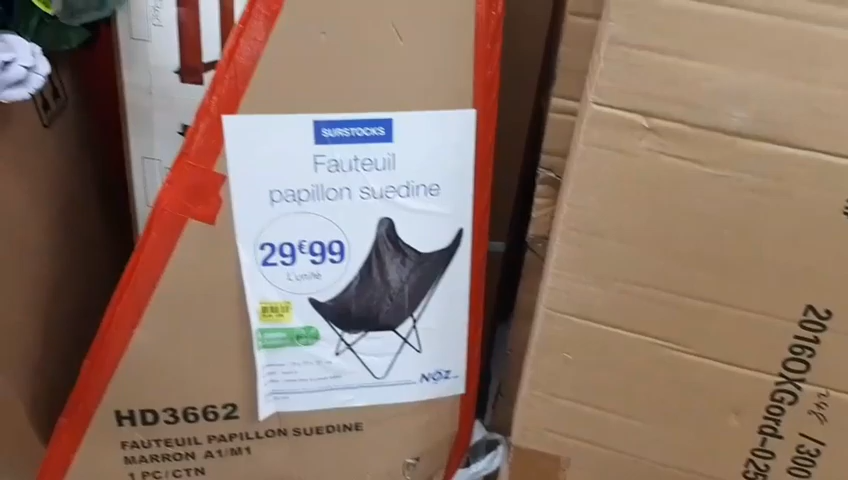 SURSTOCKS
Fauteuil
papillon suedine
29€99
L'unité
NOZ
HD3662
FAUTEUIL PAPILLON SUEDINE
MARRON A1/M1
1 PC/CTN
2016OXGord-025
248/300